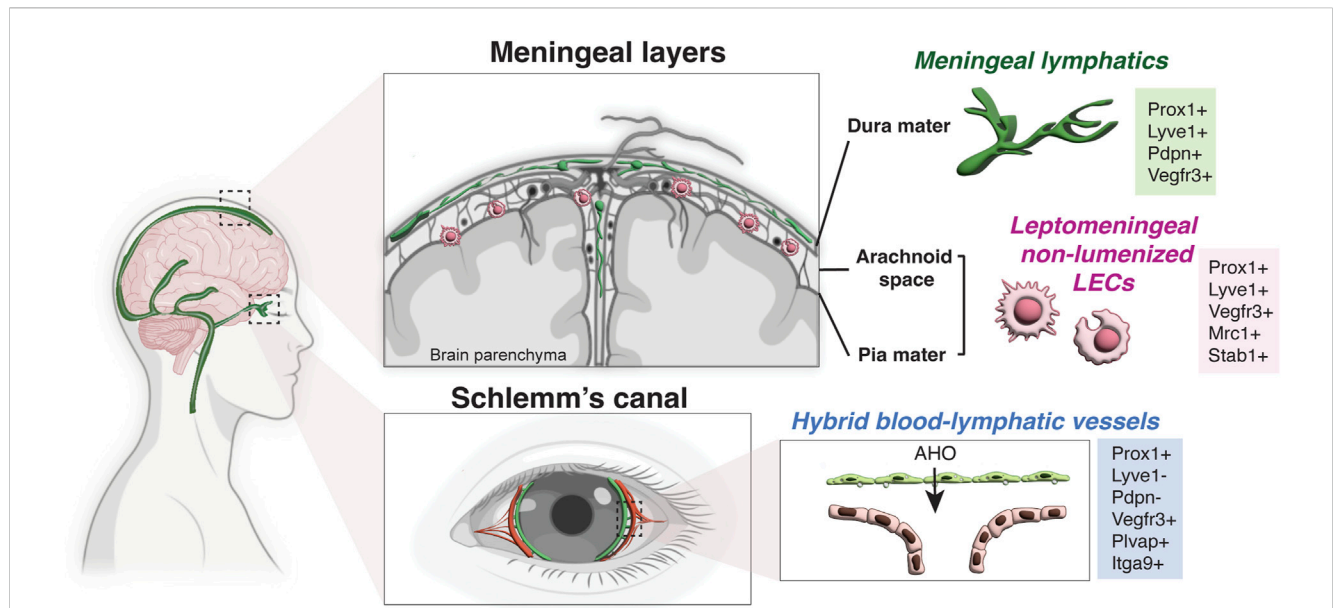 Meningeal layers
Brain parenchyma
Dura mater
Arachnoid
space
Pia mater
Meningeal lymphatics
Prox1+
Lyve1+
Pdpn+
Vegfr3+
Leptomeningeal
non-lumenized
LECs
Prox1+
Lyve1+
Vegfr3+
Mrc1+
Stab1+
Schlemm's canal
Hybrid blood-lymphatic vessels
AHO
Prox1+
Lyve1-
Pdpn-
Vegfr3+
Plvap+
Itga9+